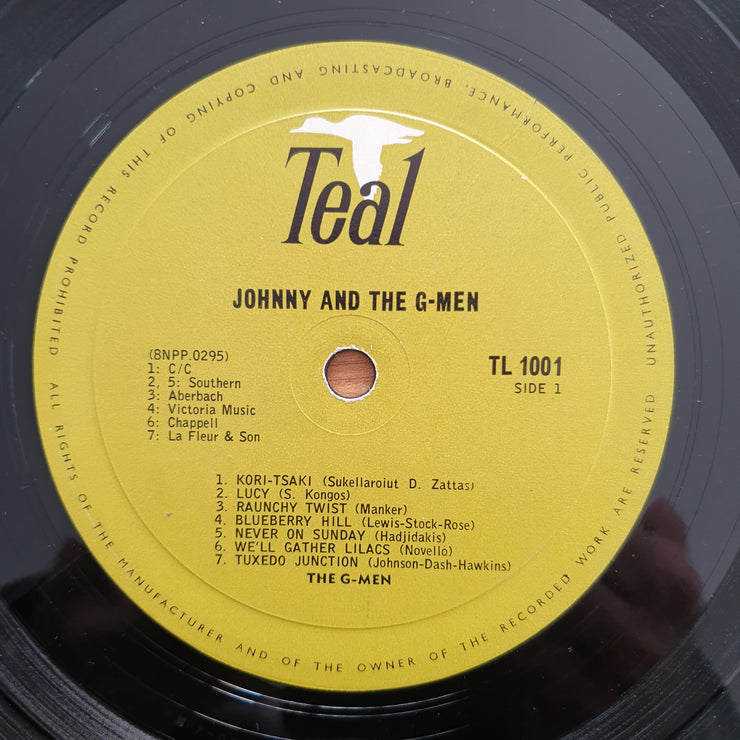 Teal
JOHNNY AND THE G-MEN
(8NPP.0295)
1: C/C
2, 5: Southern
3: Aberbach
4: Victoria Music
6: Chappell
7: La Fleur & Son
TL 1001
SIDE 1
1. KORI-TSAKI (Sukellaroiut D. Zattas)
2. LUCY (S. Kongos)
3. RAUNCHY TWIST (Manker)
4. BLUEBERRY HILL (Lewis-Stock-Rose)
5. NEVER ON SUNDAY (Hadjidakis)
6. WE'LL GATHER LILACS (Novello)
7. TUXEDO JUNCTION (Johnson-Dash-Hawkins)
THE G-MEN
ALL RIGHTS OF THE MANUFACTURER AND OF THE OWNER OF THE RECORDED WORK ARE RESERVED UNAUTHORIZED PUBLIC PERFORMANCE, BROADCASTING AND COPYING OF THIS RECORD PROHIBITED